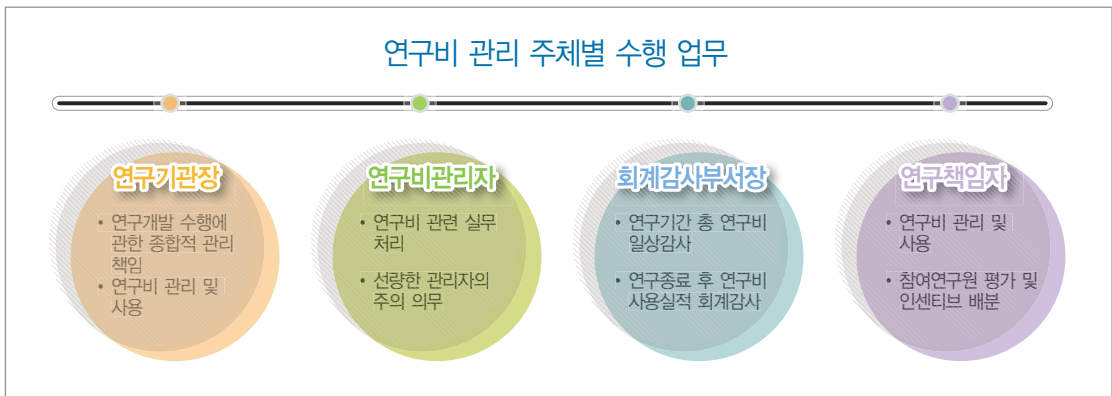 연구비 관리 주체별 수행 업무
연구기관장
• 연구개발 수행에
관한 종합적 관리
책임
• 연구비 관리 및
사용
연구비관리자
• 연구비 관련 실무
처리
• 선량한 관리자의
주의 의무
회계감사부서장
• 연구기간 총 연구비
일상감사
• 연구종료 후 연구비
사용실적 회계감사
연구책임자
• 연구비 관리 및
사용
• 참여연구원 평가 및
인센티브 배분